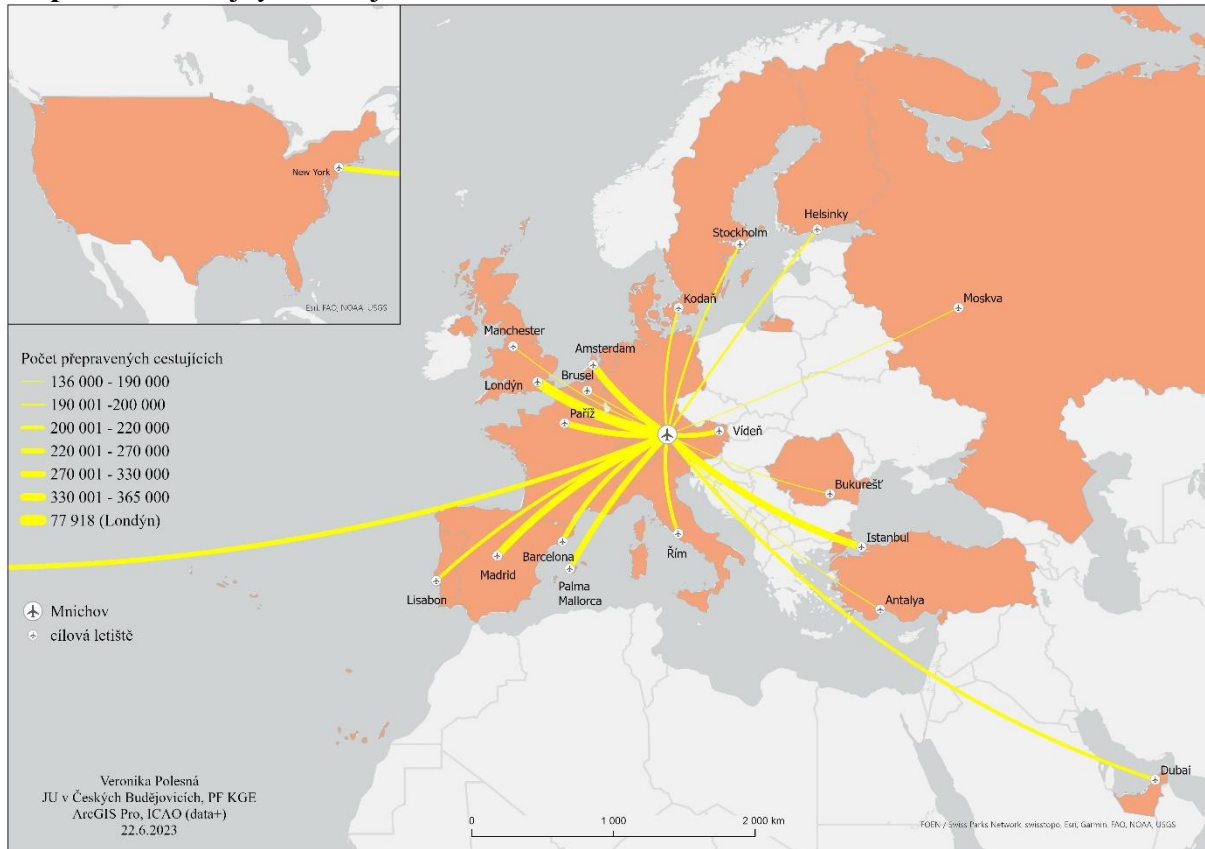 New York
Esri, FAO, NOAA, USGS
Helsinky
Stockholm
Moskva
Kodaň
Manchester
Amsterdam
Brusel
Londýn
Paříž
Vídeň
Bukurešť
Istanbul
Řím
Barcelona
Madrid
Palma
Mallorca
Lisabon
Antalya
Dubai
Počet přepravených cestujících
136 000 - 190 000
190 001 -200 000
200 001 - 220 000
220 001 - 270 000
270 001 - 330 000
330 001 - 365 000
77 918 (Londýn)
Mnichov
cílová letiště
Veronika Polesná
JU v Českých Budějovicích, PF KGE
ArcGIS Pro, ICAO (data+)
22.6.2023
0 1 000 2 000 km
FOEN / Swiss Parks Network, swisstopo, Esri, Garmin, FAO, NOAA, USGS